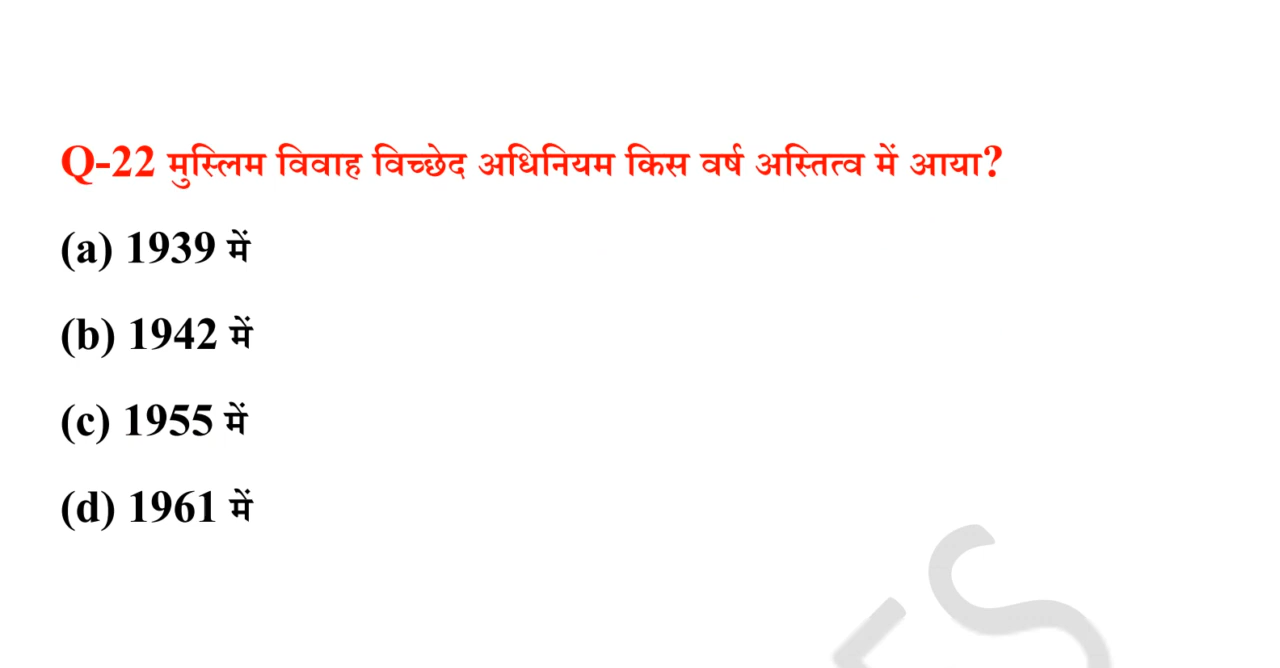 Q-22 मुस्लिम विवाह विच्छेद अधिनियम किस वर्ष अस्तित्व में आया?
(a) 1939 में
(b) 1942 में
(c) 1955 में
(d) 1961 में